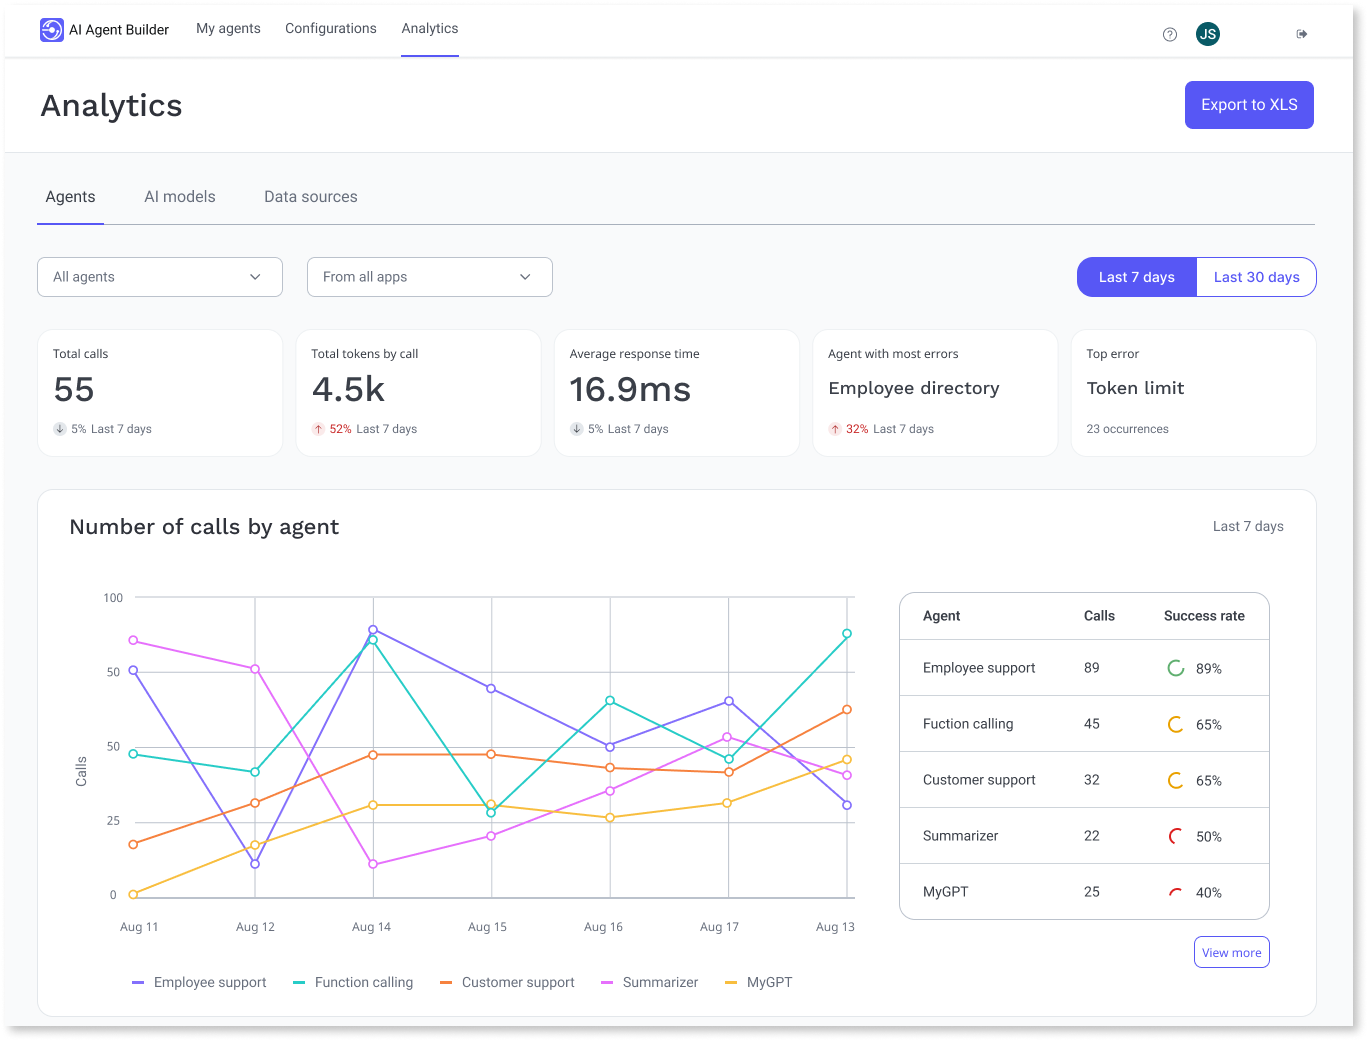 AI Agent Builder My agents Configurations Analytics JS
Analytics
Export to XLS
Agents AI models Data sources
All agents From all apps Last 7 days Last 30 days
Total calls
55
5% Last 7 days
Total tokens by call
4.5k
52% Last 7 days
Average response time
16.9ms
5% Last 7 days
Agent with most errors
Employee directory
32% Last 7 days
Top error
Token limit
23 occurrences
Number of calls by agent
Last 7 days
Calls
100
50
50
25
0
Aug 11 Aug 12 Aug 14 Aug 15 Aug 16 Aug 17 Aug 13
Employee support Function calling Customer support Summarizer MyGPT
Agent Calls Success rate
Employee support 89 89%
Fuction calling 45 65%
Customer support 32 65%
Summarizer 22 50%
MyGPT 25 40%
View more